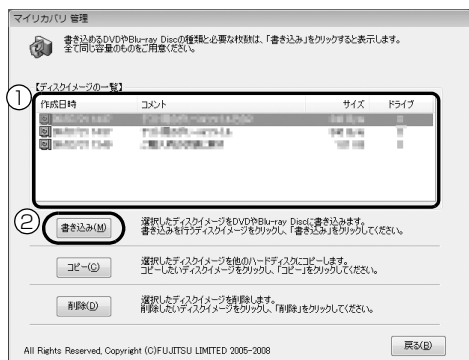 マイリカバリ 管理
書き込めるDVDやBlu-ray Discの種類と必要な枚数は、「書き込み」をクリックすると表示します。
全て同じ容量のものをご用意ください。
【ディスクイメージの一覧】
①
作成日時 コメント サイズ ドライブ
②
書き込み(M)
選択したディスクイメージをDVDやBlu-ray Discに書き込みます。
書き込みを行うディスクイメージをクリックし、「書き込み」をクリックしてください。
コピー(C)
選択したディスクイメージを他のハードディスクにコピーします。
コピーしたいディスクイメージをクリックし、「コピー」をクリックしてください。
削除(D)
選択したディスクイメージを削除します。
削除したいディスクイメージをクリックし、「削除」をクリックしてください。
All Rights Reserved, Copyright (C)FUJITSU LIMITED 2005-2008
戻る(B)